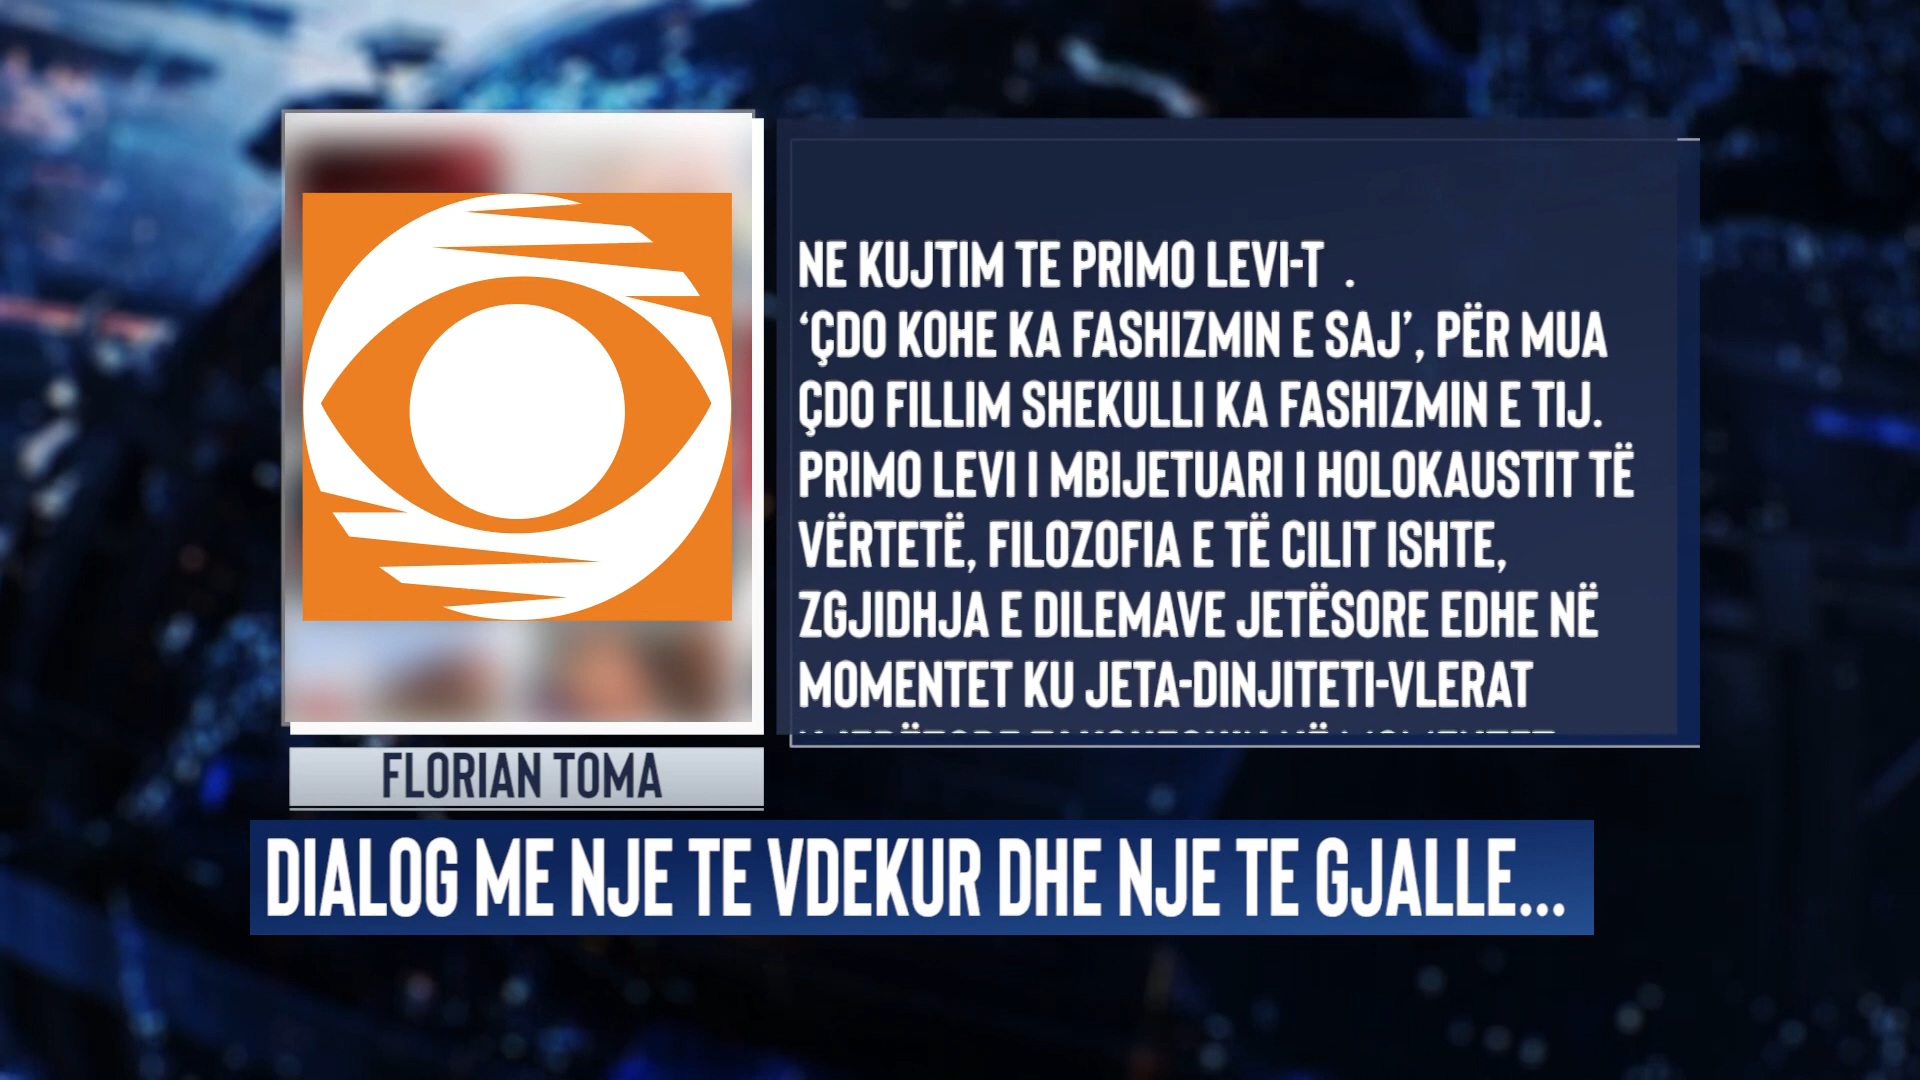 NE KUJTIM TE PRIMO LEVI-T .
‘ÇDO KOHE KA FASHIZMIN E SAJ’, PËR MUA
ÇDO FILLIM SHEKULLI KA FASHIZMIN E TIJ.
PRIMO LEVI I MBIJETUARI I HOLOKAUSTIT TË
VËRTETË, FILOZOFIA E TË CILIT ISHTE,
ZGJIDHJA E DILEMAVE JETËSORE EDHE NË
MOMENTET KU JETA-DINJITETI-VLERAT
FLORIAN TOMA
DIALOG ME NJE TE VDEKUR DHE NJE TE GJALLE...